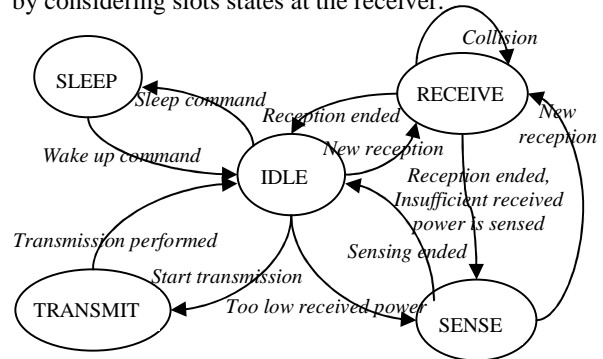 by considering slots states at the receiver.
Collision
SLEEP
RECEIVE
Sleep command
Reception ended
New
reception
New reception
Wake up command
IDLE
Reception ended,
Insufficient received
power is sensed
Transmission performed
Sensing ended
Start transmission
Too low received power
TRANSMIT
SENSE